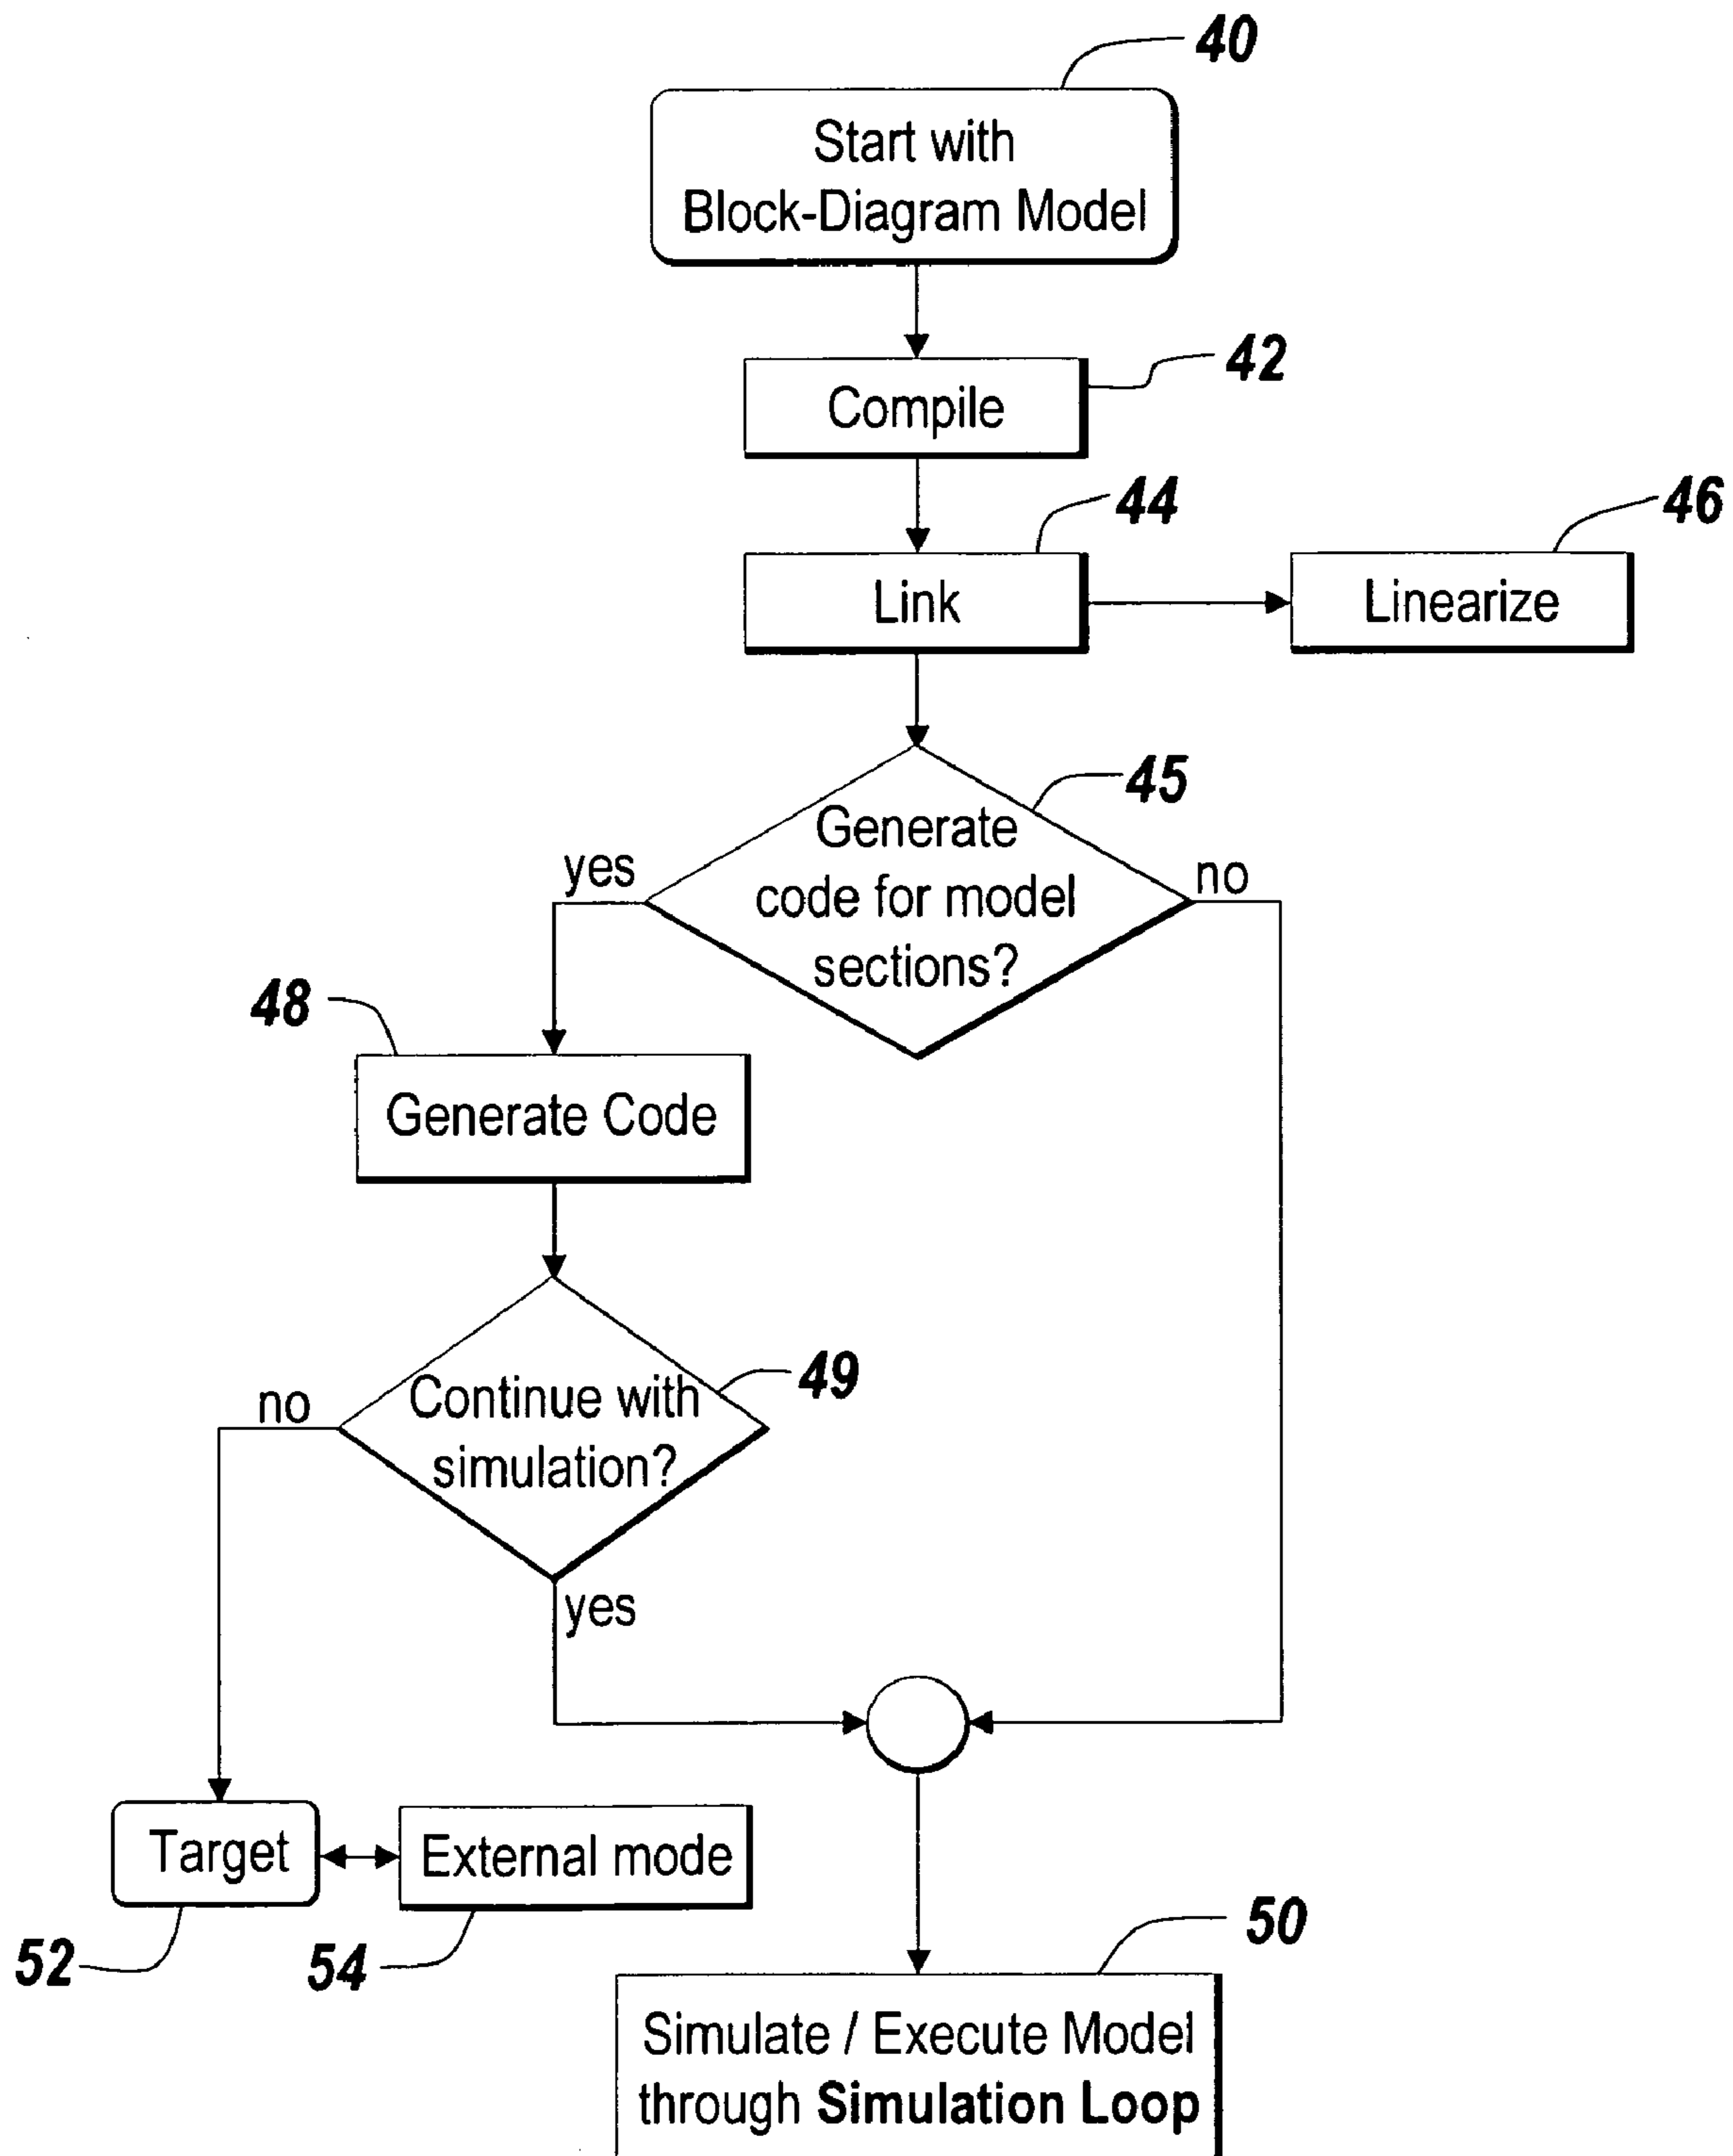 40
Start with
Block-Diagram Model
42
Compile
44
46
Link
Linearize
45
Generate
code for model
sections?
yes
no
48
Generate Code
49
Continue with
simulation?
no
yes
Target
External mode
52
54
50
Simulate / Execute Model
through Simulation Loop